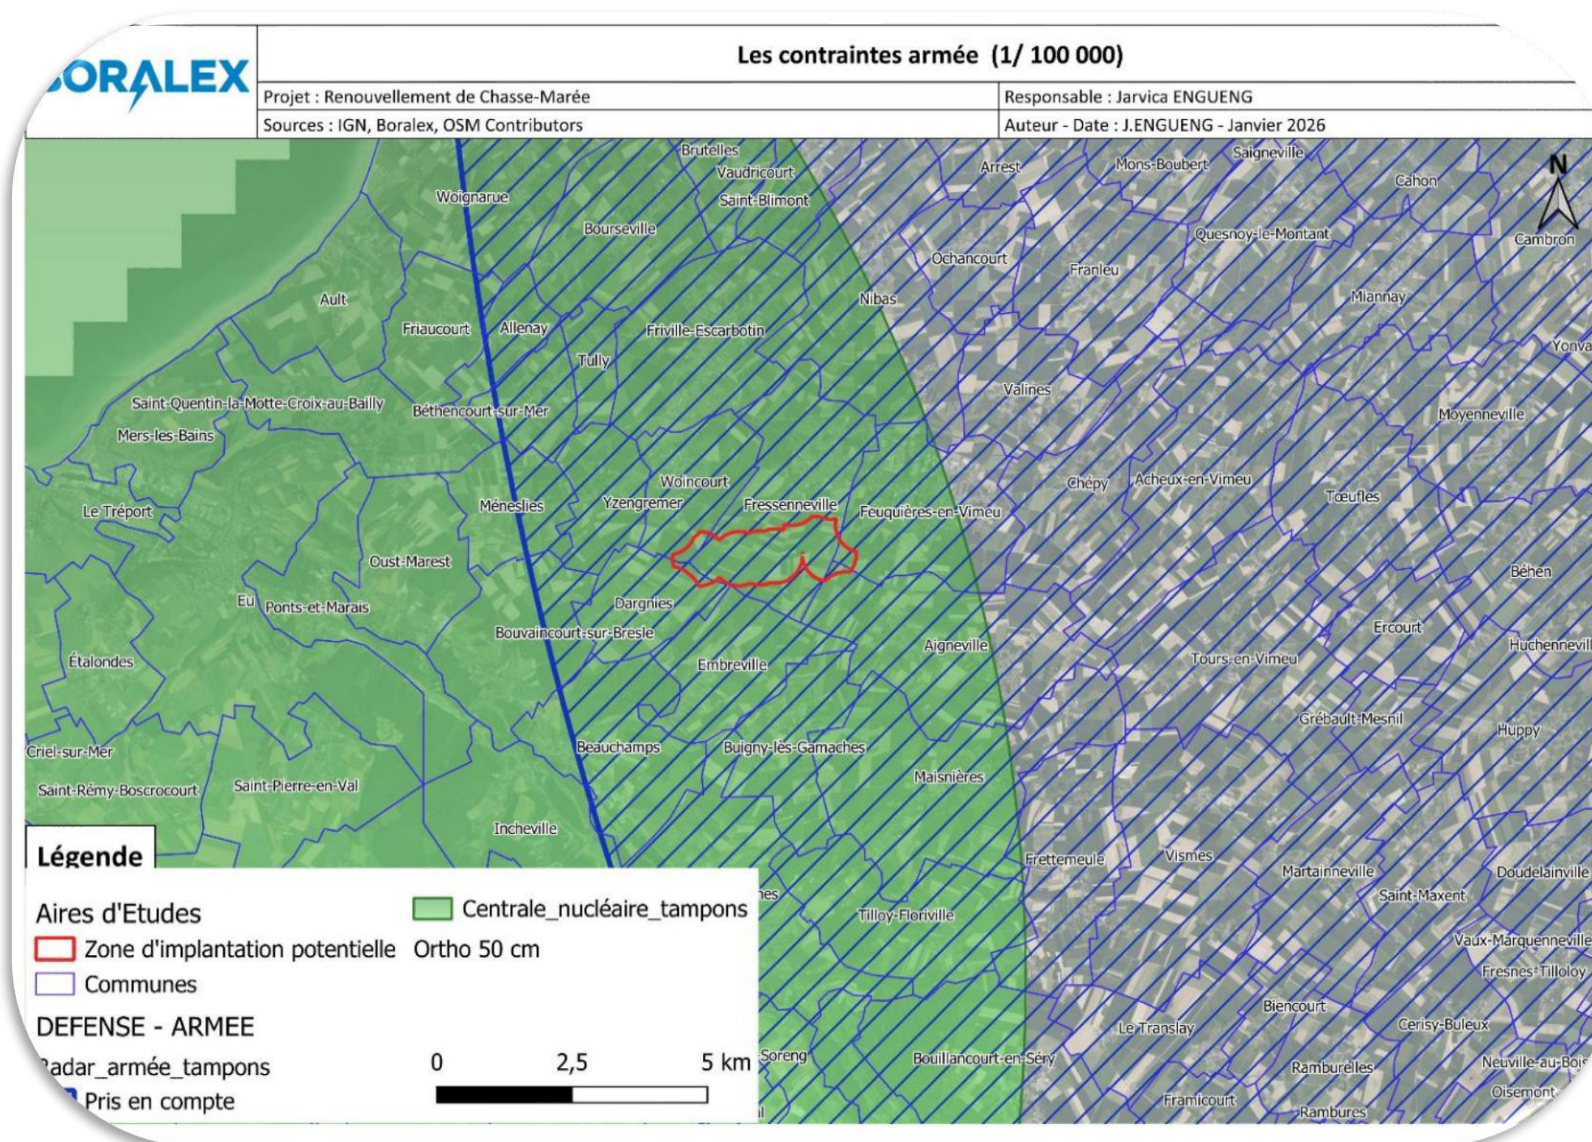 BORALEX
Les contraintes armée (1/ 100 000)
Projet : Renouvellement de Chasse-Marée
Responsable : Jarvica ENGUENG
Sources : IGN, Boralex, OSM Contributors
Auteur - Date : J.ENGUENG - Janvier 2026
N
Brutelles
Vaudricourt
Saint-Blimont
Arrest
Mons-Boubert
Saigneville
Cahon
Woignarue
Bourseville
Quesnoy-le-Montant
Cambron
Ochancourt
Franleu
Ault
Nibas
Miannay
Friaucourt
Allenay
Friville-Escarbotin
Yonva
Tully
Valines
Saint-Quentin-la-Motte-Croix-au-Bailly
Béthencourt-sur-Mer
Moyenneville
Mers-les-Bains
Woincourt
Chépy
Acheux-en-Vimeu
Tœufles
Le Tréport
Méneslies
Yzengremer
Fressenneville
Feuquières-en-Vimeu
Oust-Marest
Béhen
Eu
Ponts-et-Marais
Dargnies
Ercourt
Bouvaincourt-sur-Bresle
Aigneville
Huchennevill
Étalondes
Embreville
Tours-en-Vimeu
Grébault-Mesnil
Huppy
Criel-sur-Mer
Beauchamps
Buigny-lès-Gamaches
Maisnières
Saint-Rémy-Boscrocourt
Saint-Pierre-en-Val
Incheville
Frettemeule
Vismes
Martainneville
Doudelainville
Saint-Maxent
nes
Tilloy-Floriville
Vaux-Marquenneville
Fresnes-Tilloloy
Biencourt
Le Translay
Cerisy-Buleux
Soreng
Bouillancourt-en-Séry
Ramburelles
Neuville-au-Bois
Framicourt
Oisemont
Rambures
Légende
Aires d'Etudes
Zone d'implantation potentielle
Communes
DEFENSE - ARMEE
Radar_armée_tampons
Pris en compte
Centrale_nucléaire_tampons
Ortho 50 cm
0 2,5 5 km